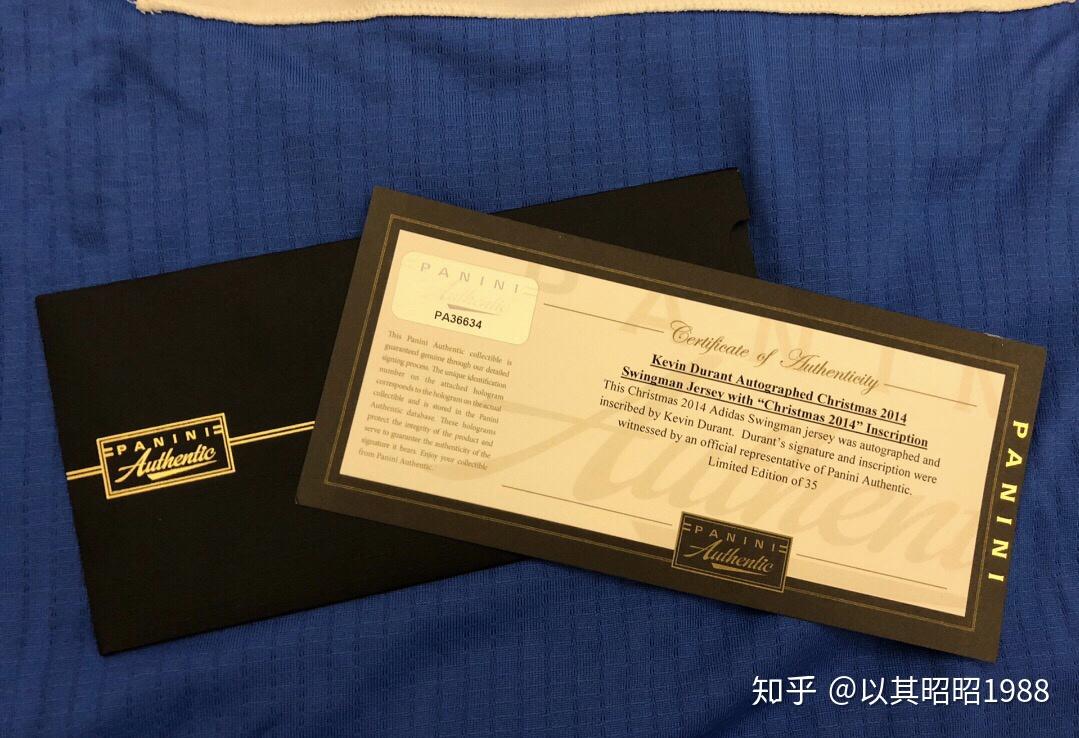 PANINI
Authentic
PANINI
Authentic
PA36634
This Panini Authentic collectible is
guaranteed genuine through our detailed
signing process. The unique identification
number on the attached hologram
corresponds to the hologram on the actual
collectible and is stored in the Panini
Authentic database. These holograms
protect the integrity of the product and
serve to guarantee the authenticity of the
signature it bears. Enjoy your collectible
from Panini Authentic.
Certificate of Authenticity
Kevin Durant Autographed Christmas 2014
Swingman Jersey with “Christmas 2014” Inscription
This Christmas 2014 Adidas Swingman jersey was autographed and
inscribed by Kevin Durant. Durant’s signature and inscription were
witnessed by an official representative of Panini Authentic.
Limited Edition of 35
PANINI
Authentic
PANINI
PANINI
Authentic
知乎 @以其昭昭1988